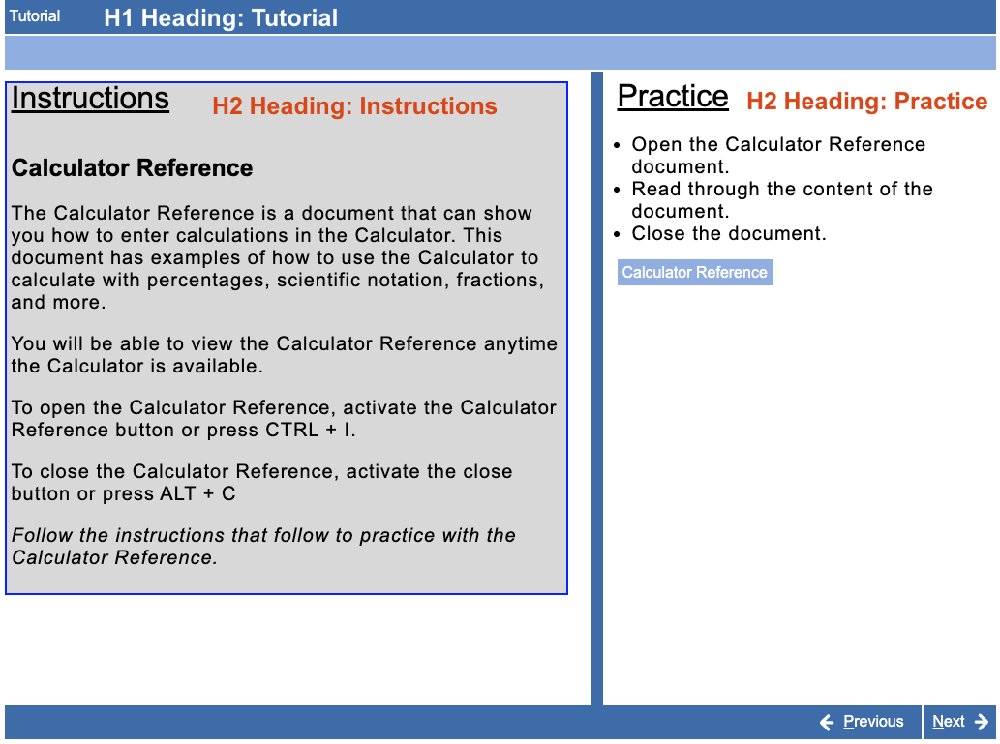 Tutorial H1 Heading: Tutorial
Instructions H2 Heading: Instructions
Calculator Reference
The Calculator Reference is a document that can show
you how to enter calculations in the Calculator. This
document has examples of how to use the Calculator to
calculate with percentages, scientific notation, fractions,
and more.
You will be able to view the Calculator Reference anytime
the Calculator is available.
To open the Calculator Reference, activate the Calculator
Reference button or press CTRL + I.
To close the Calculator Reference, activate the close
button or press ALT + C
Follow the instructions that follow to practice with the
Calculator Reference.
Practice H2 Heading: Practice
• Open the Calculator Reference
document.
• Read through the content of the
document.
• Close the document.
Calculator Reference
Previous Next